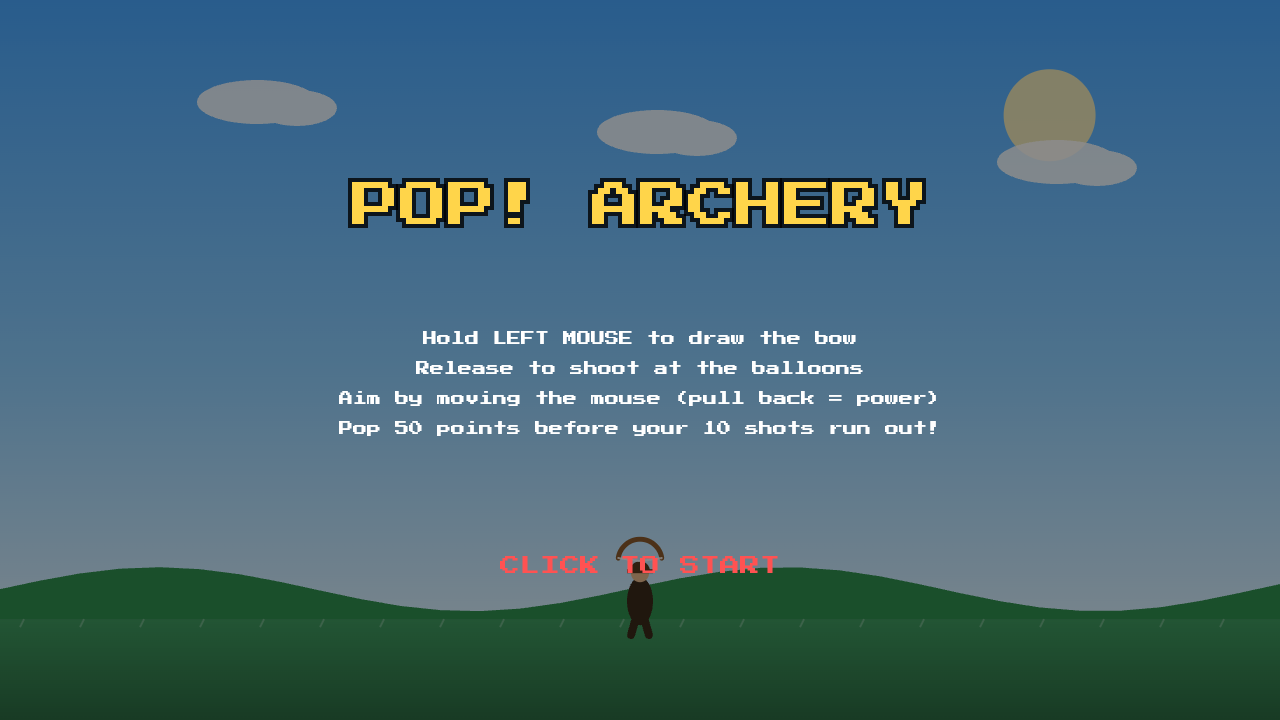 POP! ARCHERY
Hold LEFT MOUSE to draw the bow
Release to shoot at the balloons
Aim by moving the mouse (pull back = power)
Pop 50 points before your 10 shots run out!
CLICK TO START